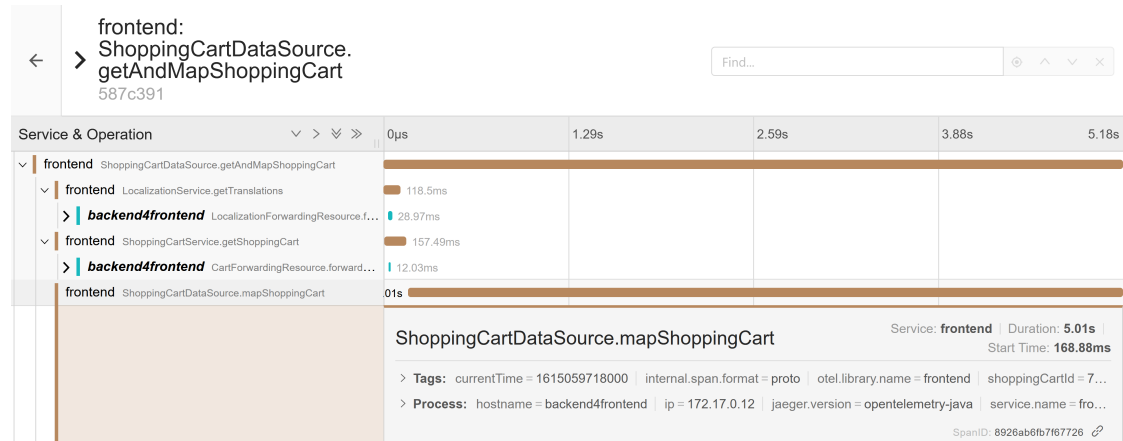 frontend:
ShoppingCartDataSource.
getAndMapShoppingCart
587c391
Find...
Service & Operation
0μs 1.29s 2.59s 3.88s 5.18s
frontend ShoppingCartDataSource.getAndMapShoppingCart
frontend LocalizationService.getTranslations 118.5ms
backend4frontend LocalizationForwardingResource.f... 28.97ms
frontend ShoppingCartService.getShoppingCart 157.49ms
backend4frontend CartForwardingResource.forward... 12.03ms
frontend ShoppingCartDataSource.mapShoppingCart .01s
ShoppingCartDataSource.mapShoppingCart
Service: frontend | Duration: 5.01s |
Start Time: 168.88ms
Tags: currentTime = 1615059718000 | internal.span.format = proto | otel.library.name = frontend | shoppingCartId = 7...
Process: hostname = backend4frontend | ip = 172.17.0.12 | jaeger.version = opentelemetry-java | service.name = fro...
SpanID: 8926ab6fb7f67726